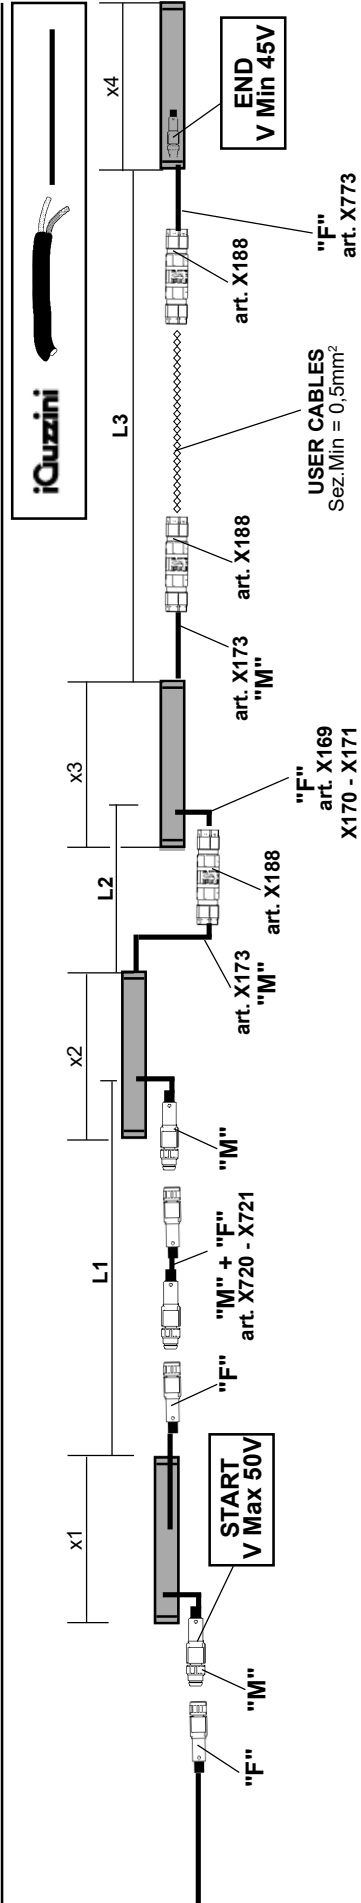 iGuzzini
"F"
"M"
START
V Max 50V
x1
L1
"F"
"M" + "F"
art. X720 - X721
"M"
x2
L2
art. X173
"M"
art. X188
"F"
art. X169
X170 - X171
x3
L3
art. X173
"M"
art. X188
USER CABLES
Sez.Min = 0,5mm²
art. X188
"F"
art. X773
x4
END
V Min 45V